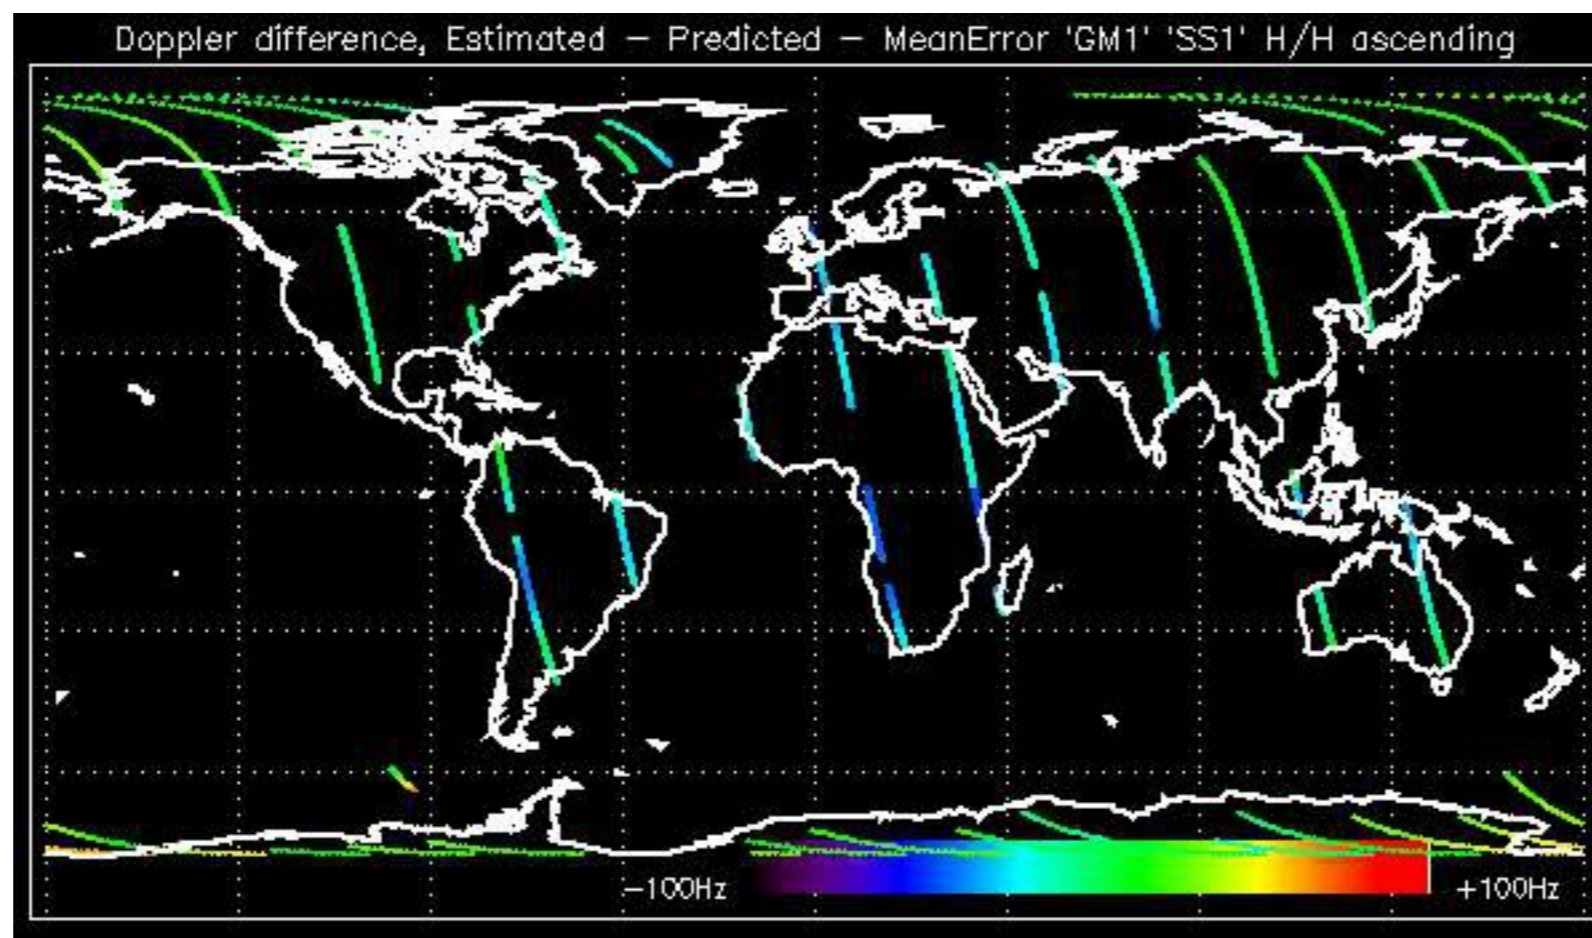 Doppler difference, Estimated − Predicted − MeanError 'GM1' 'SS1' H/H ascending
−100Hz
+100Hz